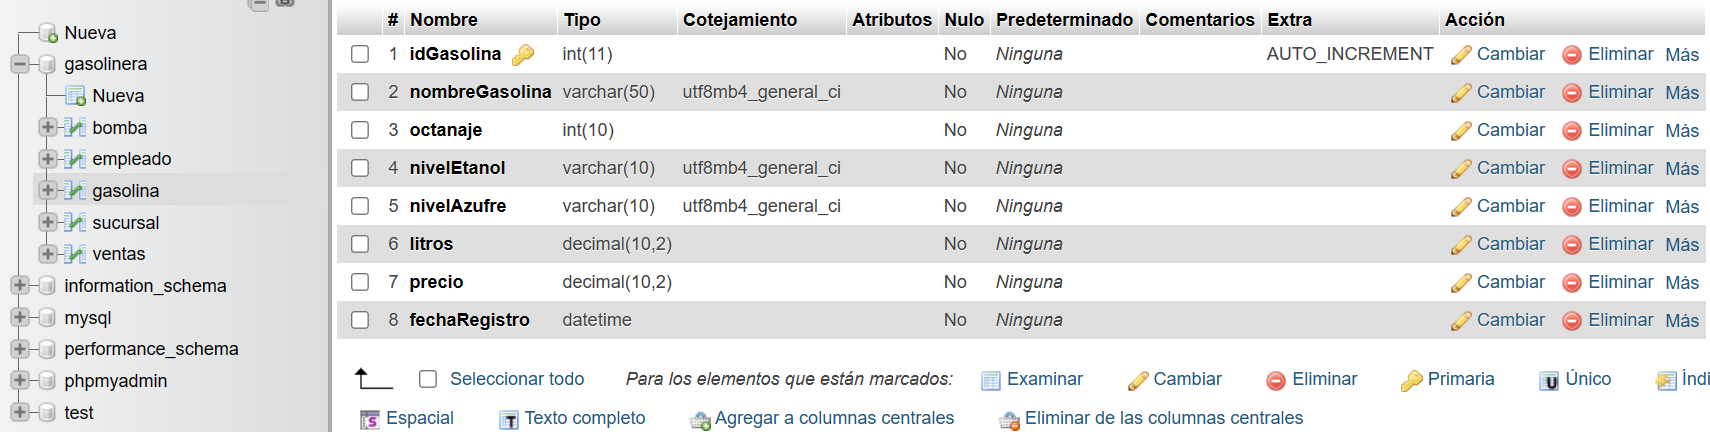 Nueva
gasolinera
Nueva
bomba
empleado
gasolina
sucursal
ventas
information_schema
mysql
performance_schema
phpmyadmin
test
# Nombre Tipo Cotejamiento Atributos Nulo Predeterminado Comentarios Extra Acción
1 idGasolina int(11) No Ninguna AUTO_INCREMENT Cambiar Eliminar Más
2 nombreGasolina varchar(50) utf8mb4_general_ci No Ninguna Cambiar Eliminar Más
3 octanaje int(10) No Ninguna Cambiar Eliminar Más
4 nivelEtanol varchar(10) utf8mb4_general_ci No Ninguna Cambiar Eliminar Más
5 nivelAzufre varchar(10) utf8mb4_general_ci No Ninguna Cambiar Eliminar Más
6 litros decimal(10,2) No Ninguna Cambiar Eliminar Más
7 precio decimal(10,2) No Ninguna Cambiar Eliminar Más
8 fechaRegistro datetime No Ninguna Cambiar Eliminar Más
Seleccionar todo Para los elementos que están marcados: Examinar Cambiar Eliminar Primaria Único Índi
Espacial Texto completo Agregar a columnas centrales Eliminar de las columnas centrales